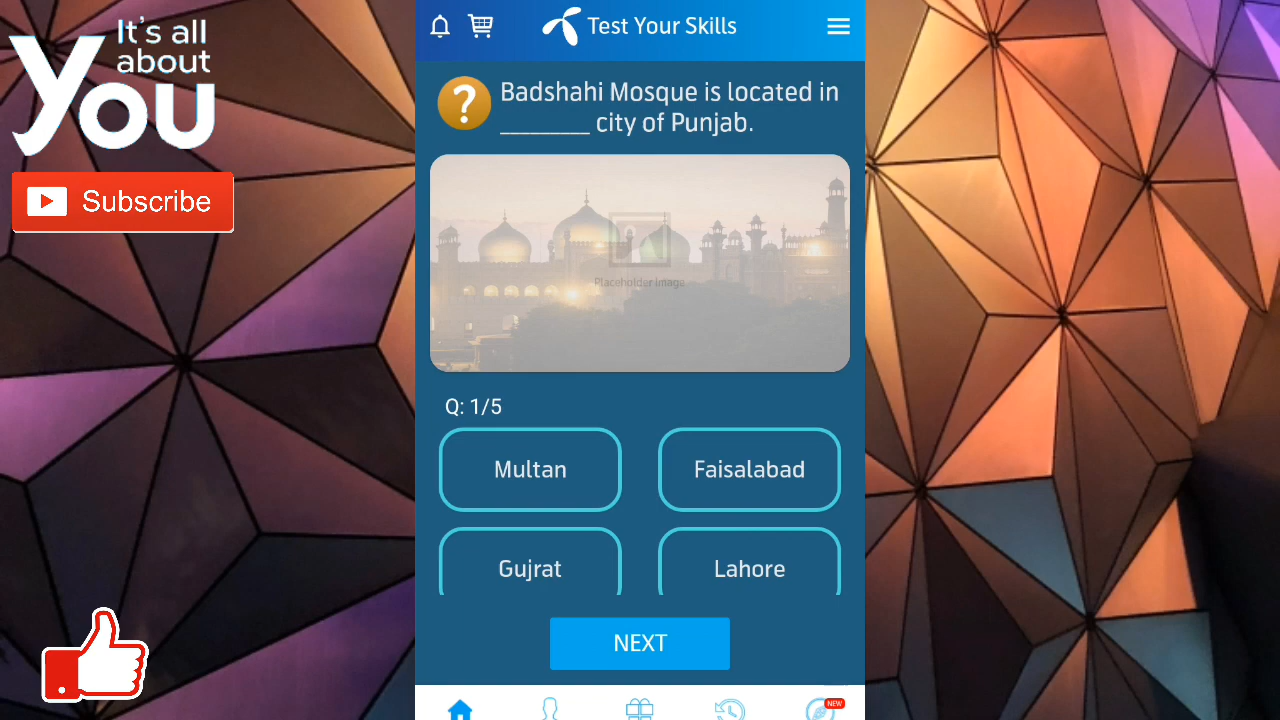 It's all
about
you
Subscribe
Test Your Skills
Badshahi Mosque is located in
________ city of Punjab.
Placeholder image
Q: 1/5
Multan
Faisalabad
Gujrat
Lahore
NEXT
NEW